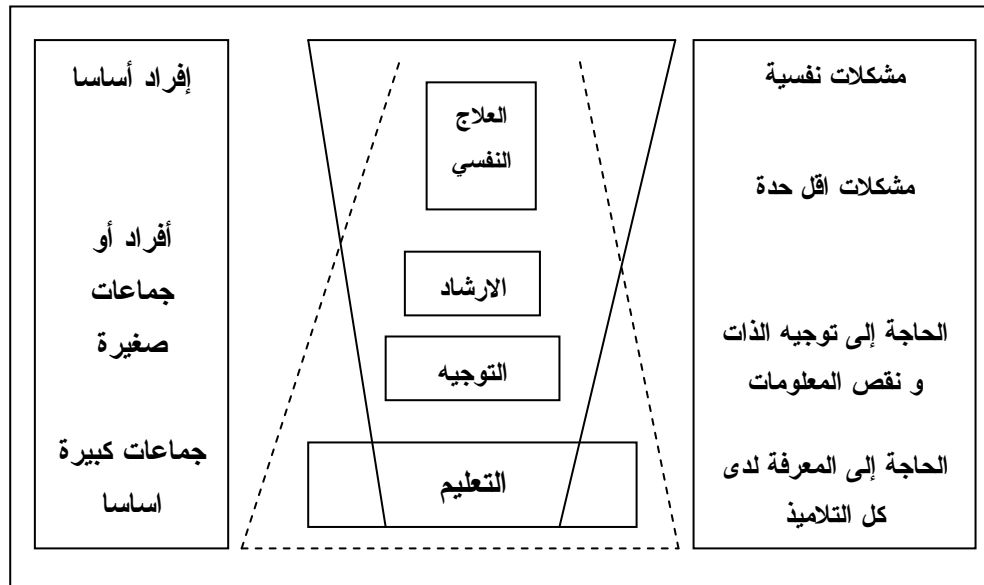 مشكلات نفسية
مشكلات اقل حدة
الحاجة إلى توجيه الذات
و نقص المعلومات
الحاجة إلى المعرفة لدى
كل التلاميذ
العلاج
النفسي
الارشاد
التوجيه
التعليم
إفراد أساسا
أفراد أو
جماعات
صغيرة
جماعات كبيرة
اساسا